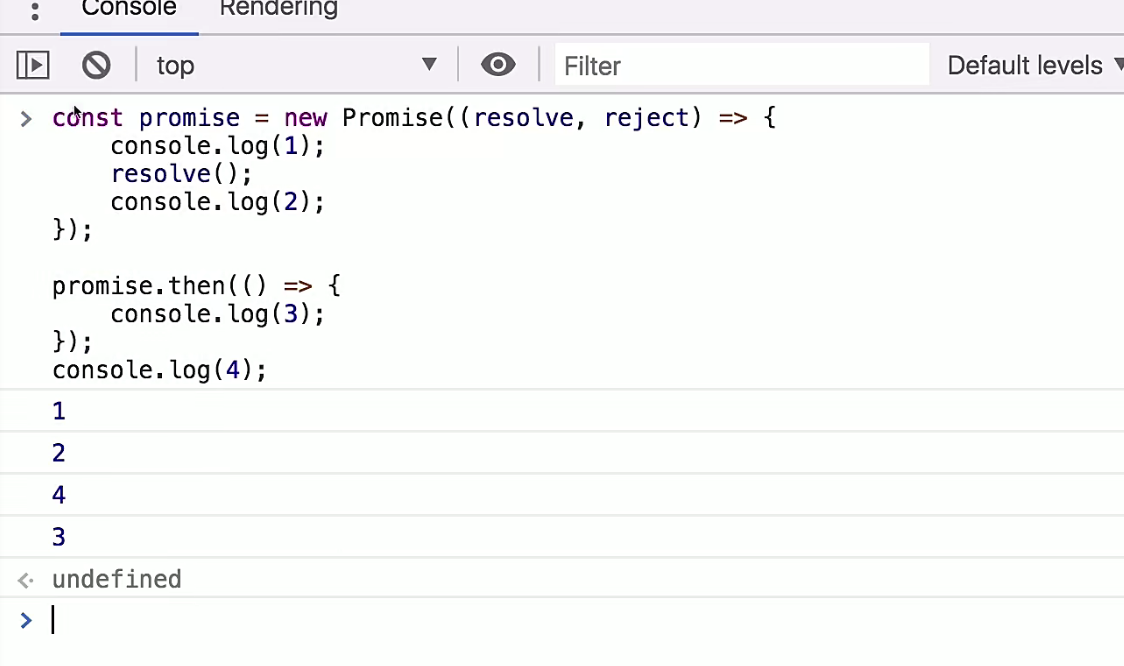 Console Rendering
top Filter Default levels
> const promise = new Promise((resolve, reject) => {
    console.log(1);
    resolve();
    console.log(2);
});

promise.then(() => {
    console.log(3);
});
console.log(4);
1
2
4
3
undefined
>